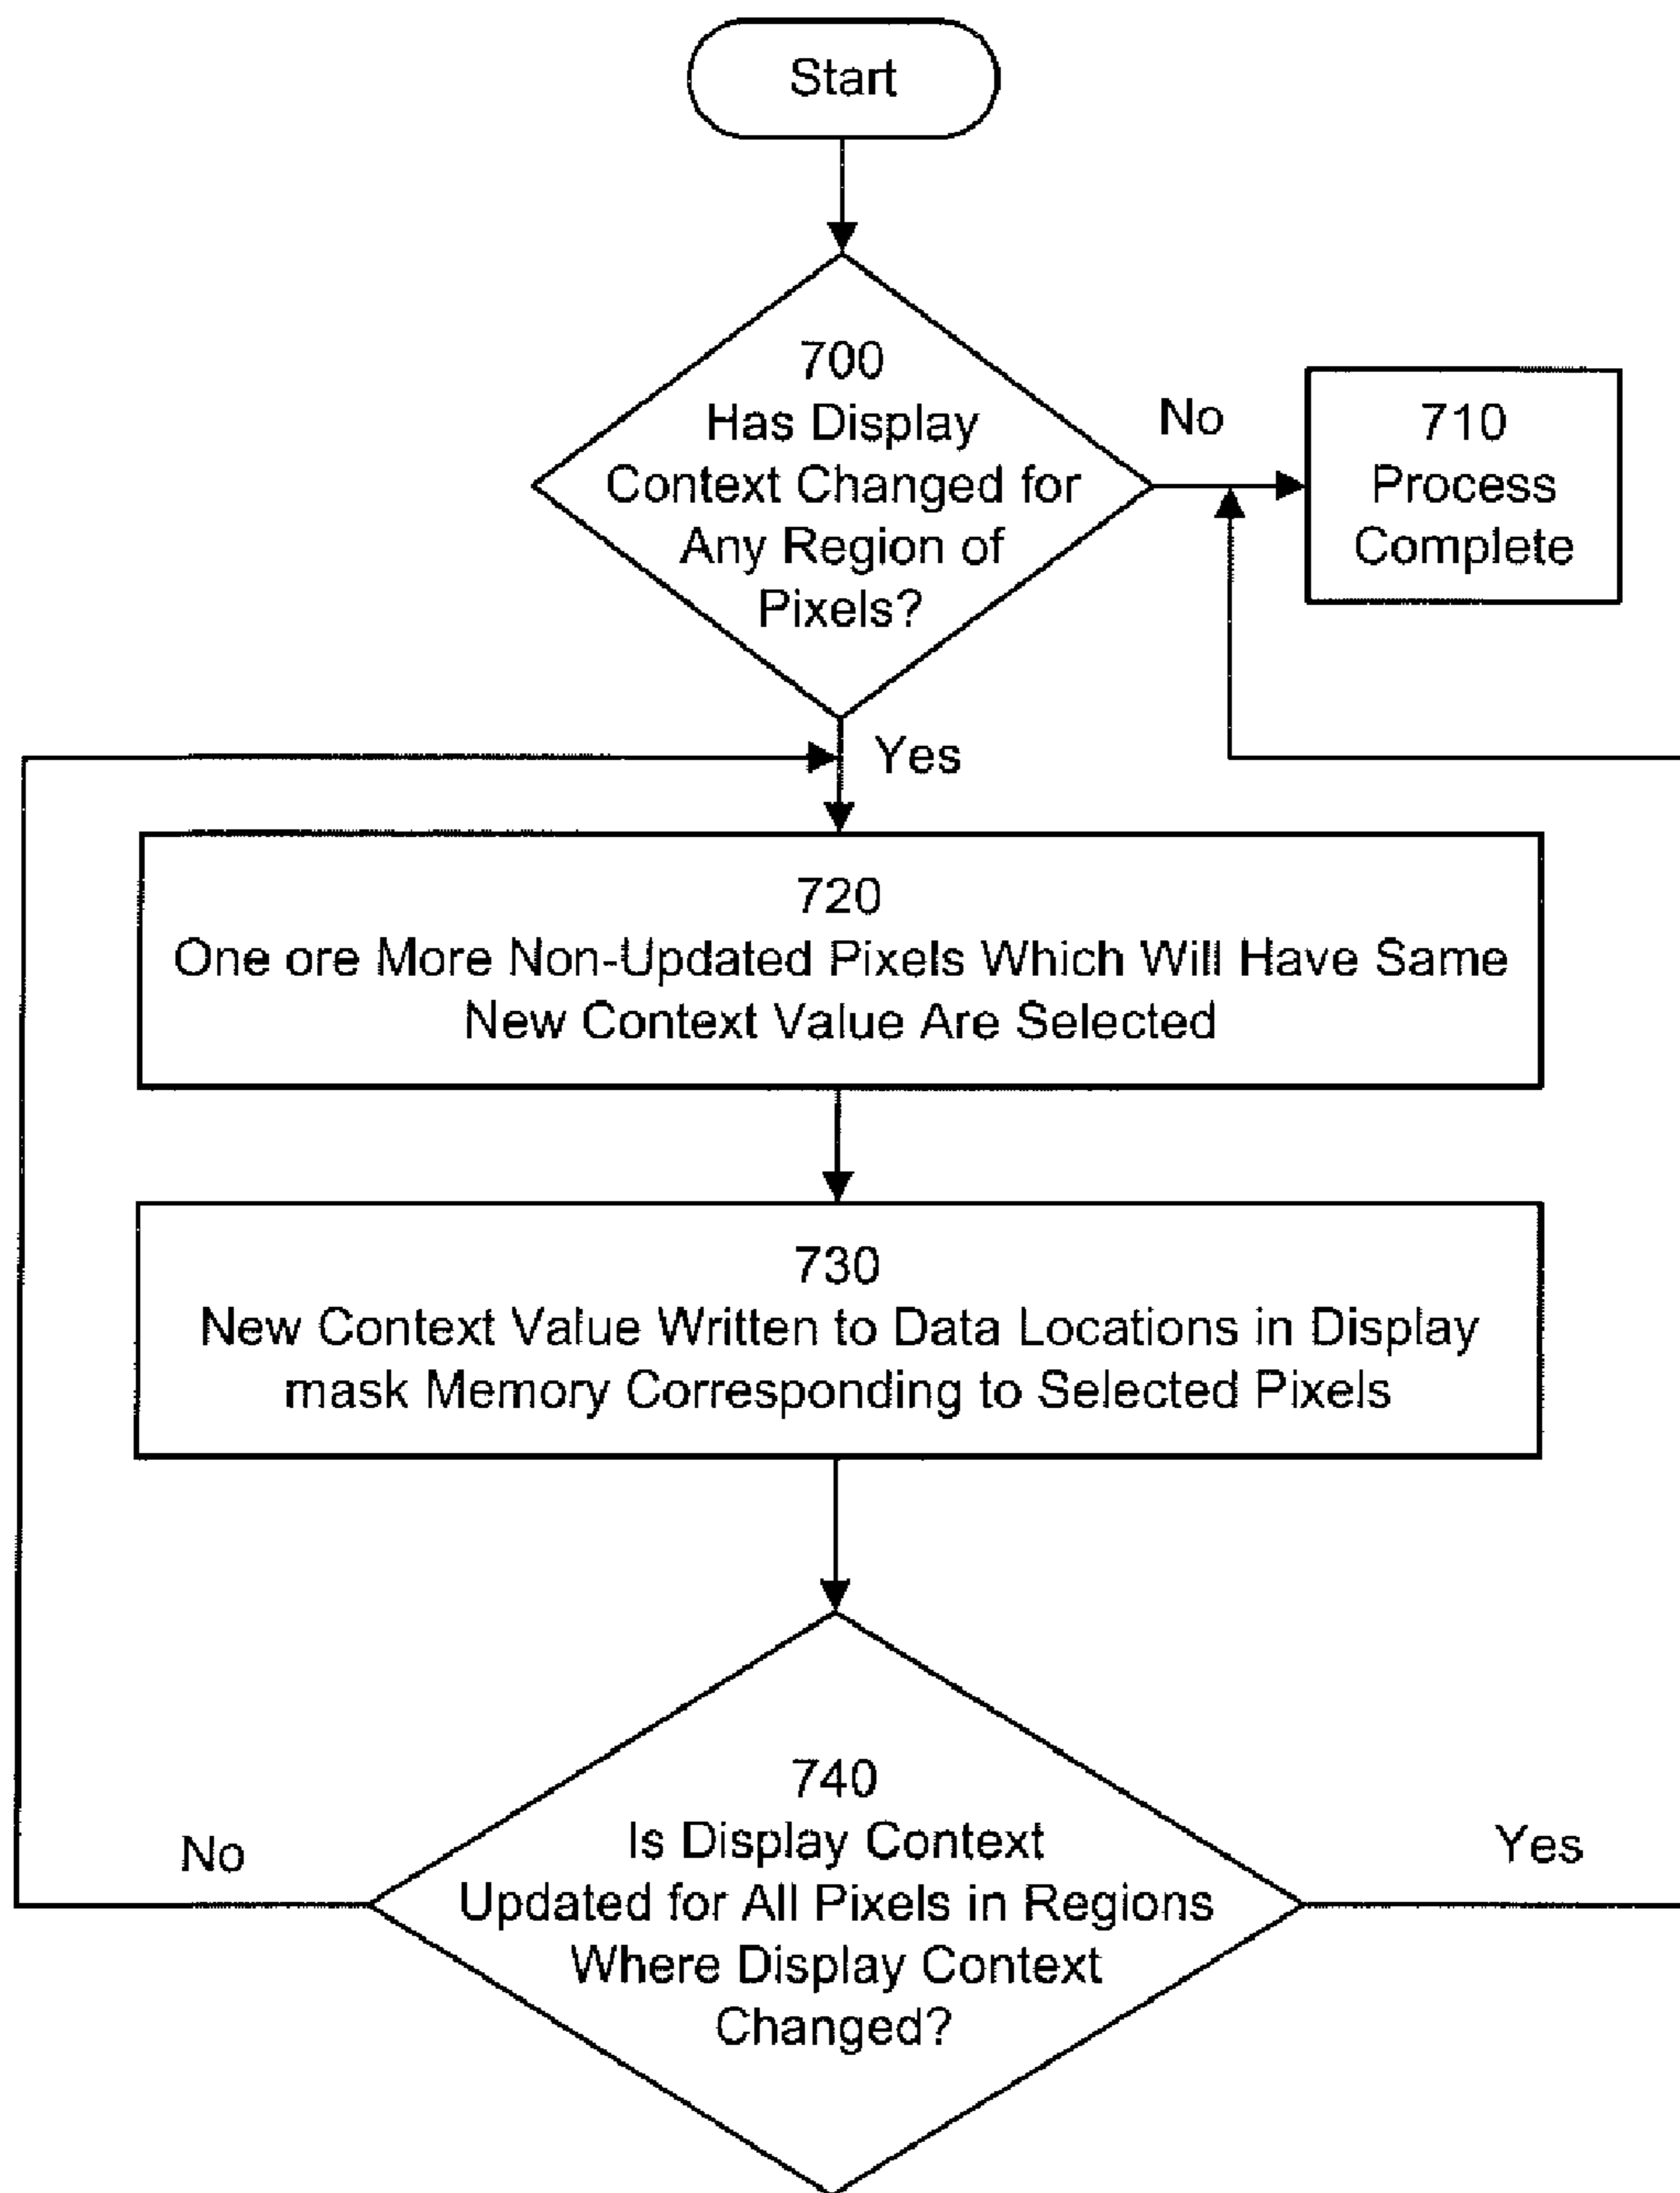 Start
700
Has Display
Context Changed for
Any Region of
Pixels?
No
710
Process
Complete
Yes
720
One ore More Non-Updated Pixels Which Will Have Same
New Context Value Are Selected
730
New Context Value Written to Data Locations in Display
mask Memory Corresponding to Selected Pixels
740
Is Display Context
Updated for All Pixels in Regions
Where Display Context
Changed?
No
Yes